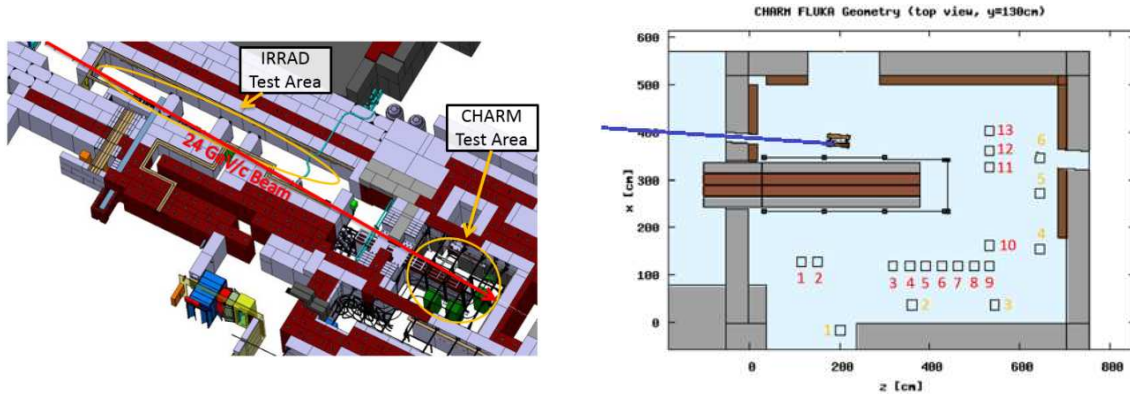 IRRAD
Test Area
CHARM
Test Area
24 GeV/c Beam
CHARM FLUKA Geometry (top view, y=130cm)
600
500
400
300
200
100
0
x [cm]
13
12
11
6
5
4
10
1 2
3 4 5 6 7 8 9
2
3
1
0 200 400 600 800
z [cm]